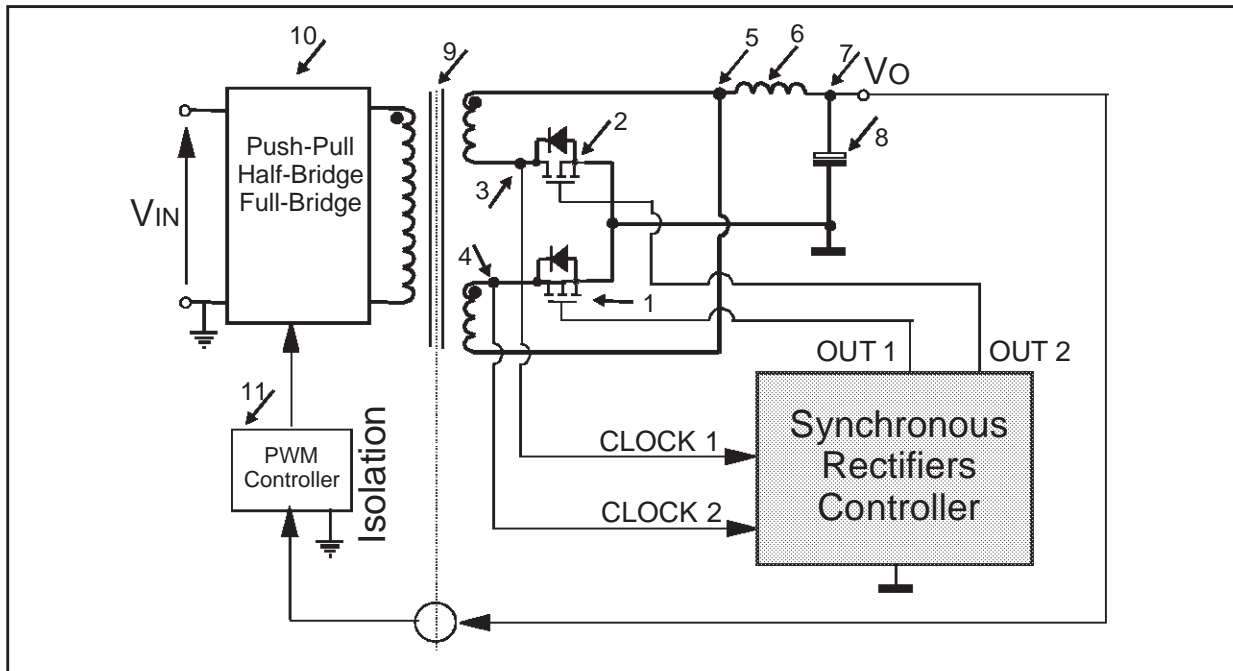 10
9
5
6
7
VO
2
8
Push-Pull
Half-Bridge
Full-Bridge
VIN
3
4
1
OUT 1
OUT 2
11
PWM
Controller
Isolation
CLOCK 1
CLOCK 2
Synchronous
Rectifiers
Controller